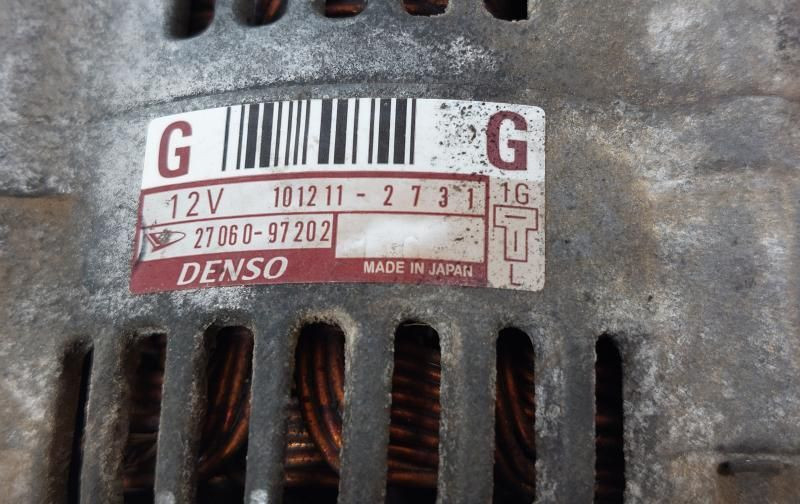 G G
12V 101211-2731 1G
27060-97202
DENSO MADE IN JAPAN L